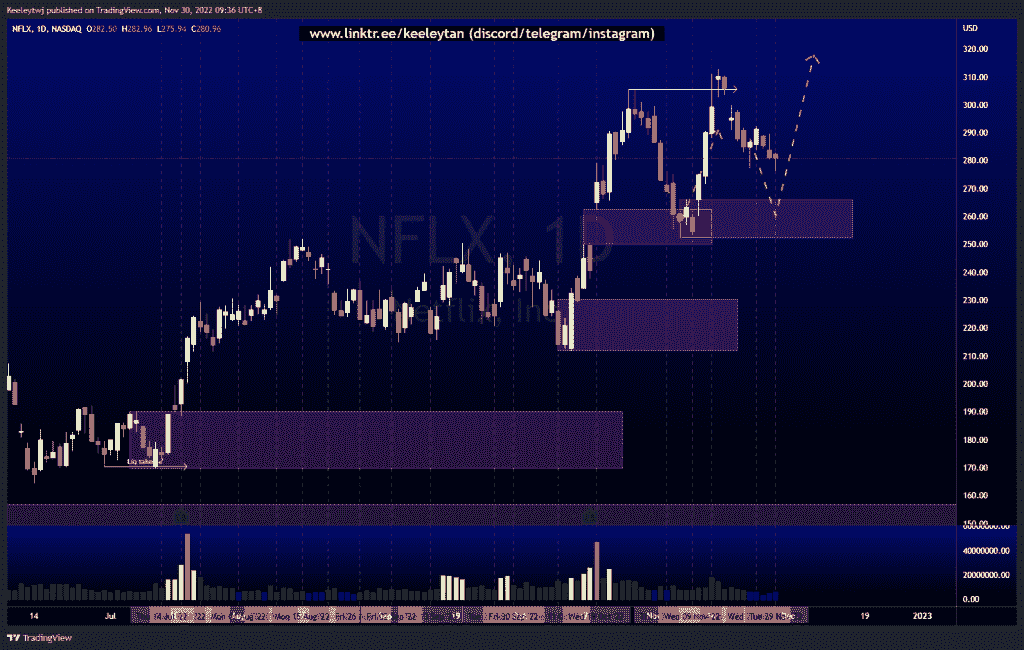 Keeleytwj published on TradingView.com, Nov 30, 2022 09:36 UTC+8
NFLX, 1D, NASDAQ O282.50 H282.96 L275.94 C280.96
www.linktr.ee/keeleytan (discord/telegram/instagram)
USD
320.00
310.00
300.00
290.00
280.00
270.00
260.00
250.00
240.00
230.00
220.00
210.00
200.00
190.00
180.00
170.00
160.00
150.00
NFLX, 1D
Netflix, Inc
Liq taken
40000000.00
20000000.00
0.00
14 Jul 19 19 2023
TradingView